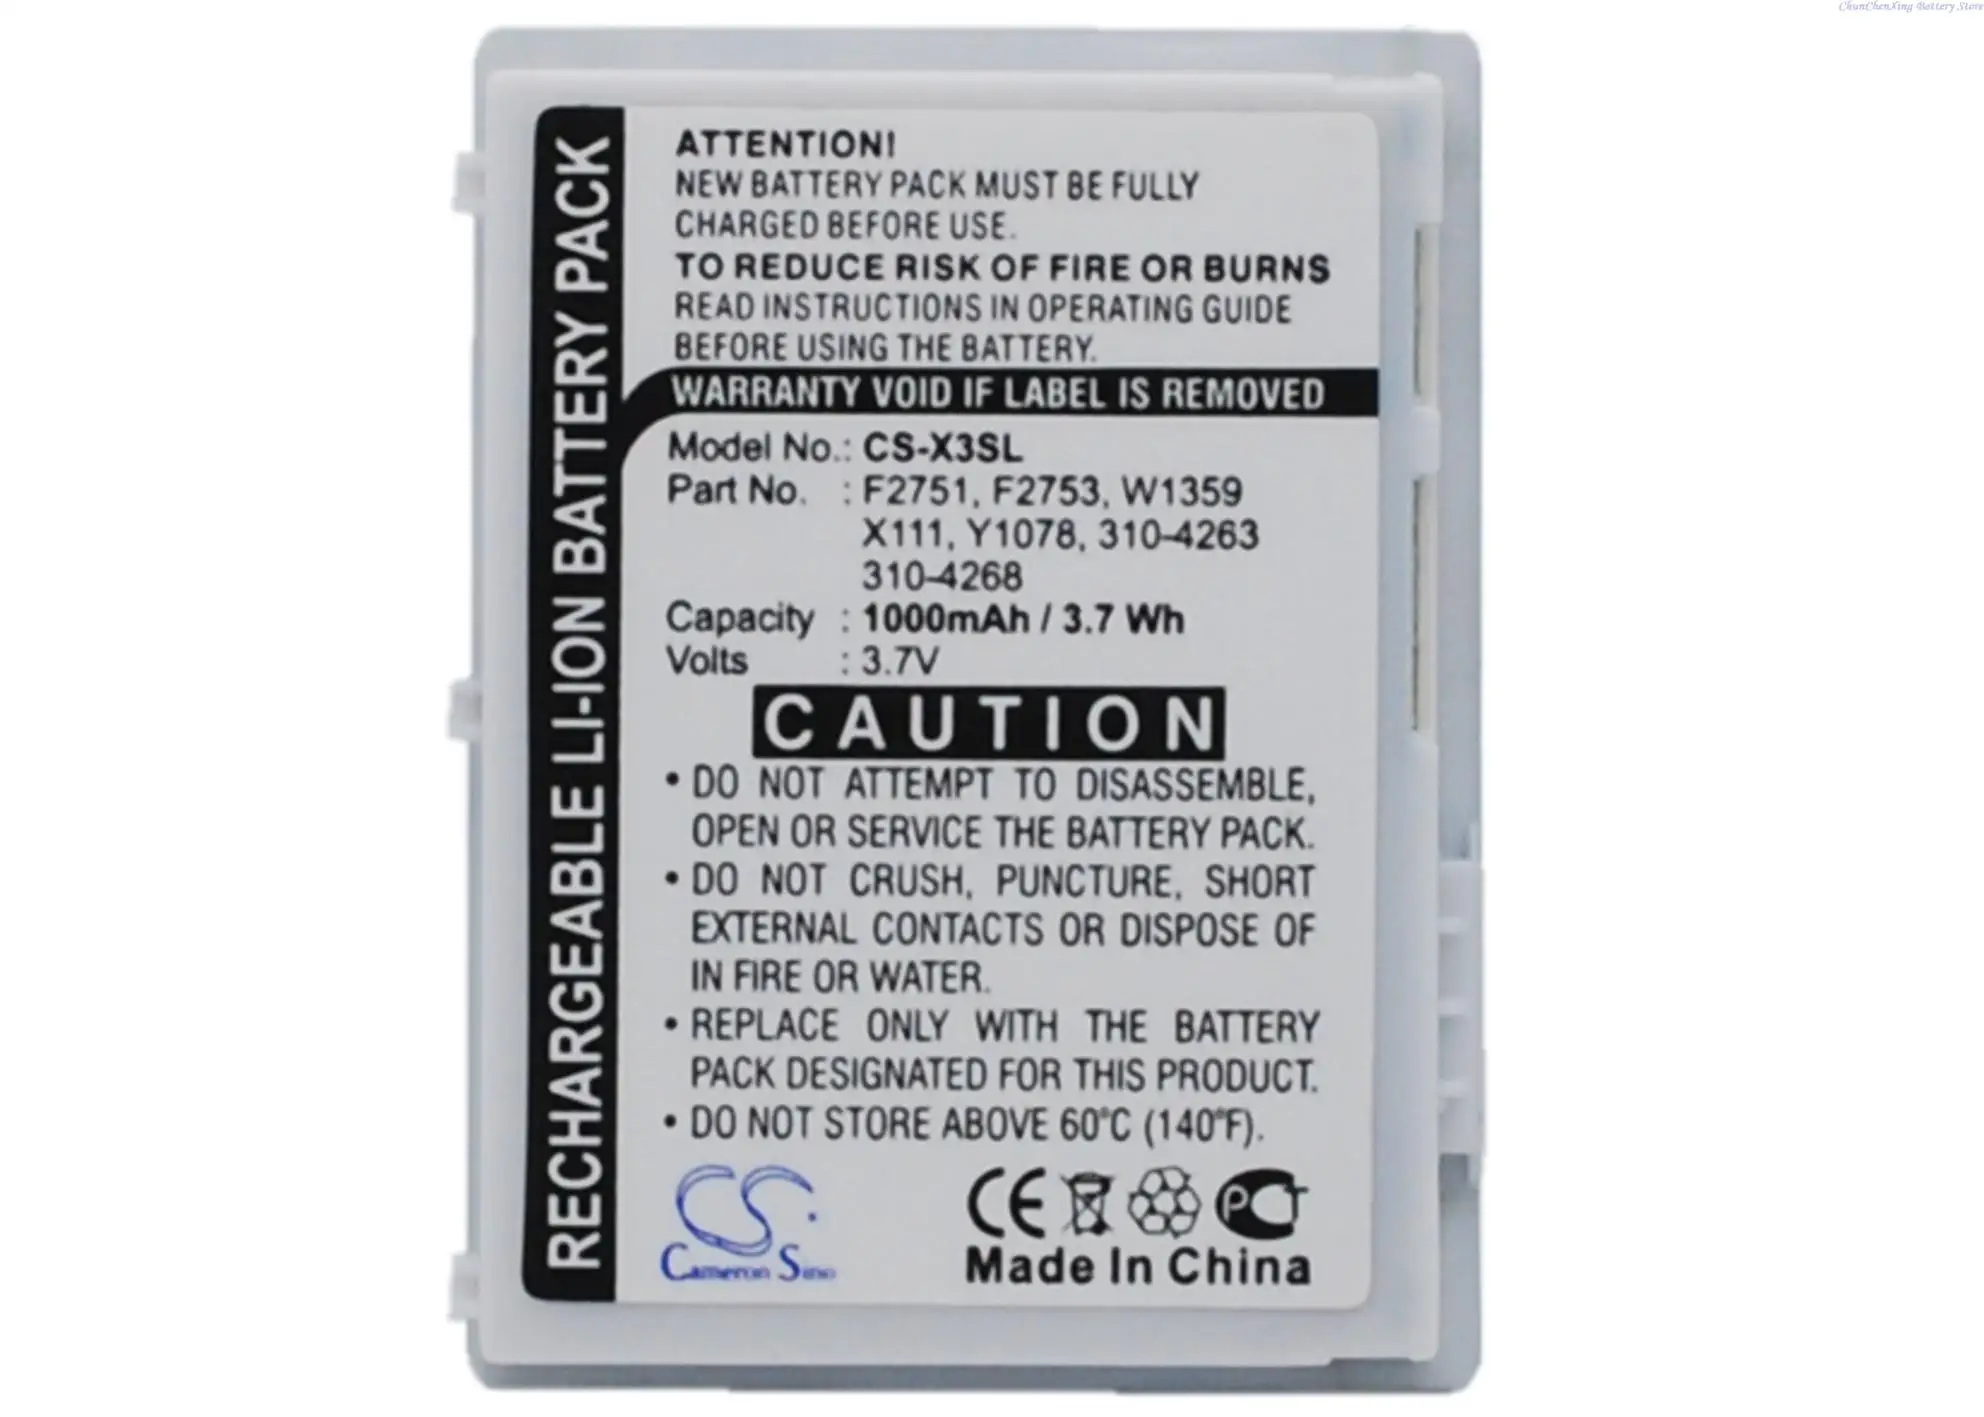 ChunChenXing Battery Store
RECHARGEABLE LI-ION BATTERY PACK
ATTENTION!
NEW BATTERY PACK MUST BE FULLY
CHARGED BEFORE USE.
TO REDUCE RISK OF FIRE OR BURNS
READ INSTRUCTIONS IN OPERATING GUIDE
BEFORE USING THE BATTERY.
WARRANTY VOID IF LABEL IS REMOVED
Model No.: CS-X3SL
Part No. : F2751, F2753, W1359
X111, Y1078, 310-4263
310-4268
Capacity : 1000mAh / 3.7 Wh
Volts : 3.7V
CAUTION
• DO NOT ATTEMPT TO DISASSEMBLE,
OPEN OR SERVICE THE BATTERY PACK.
• DO NOT CRUSH, PUNCTURE, SHORT
EXTERNAL CONTACTS OR DISPOSE OF
IN FIRE OR WATER.
• REPLACE ONLY WITH THE BATTERY
PACK DESIGNATED FOR THIS PRODUCT.
• DO NOT STORE ABOVE 60°C (140°F).
CS
Cameron Sino
CE
PCT
Made In China